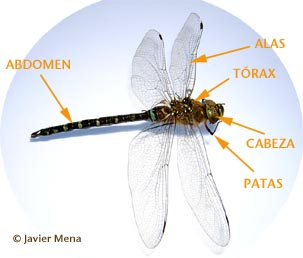 ALAS
ABDOMEN
TÓRAX
CABEZA
PATAS
© Javier Mena